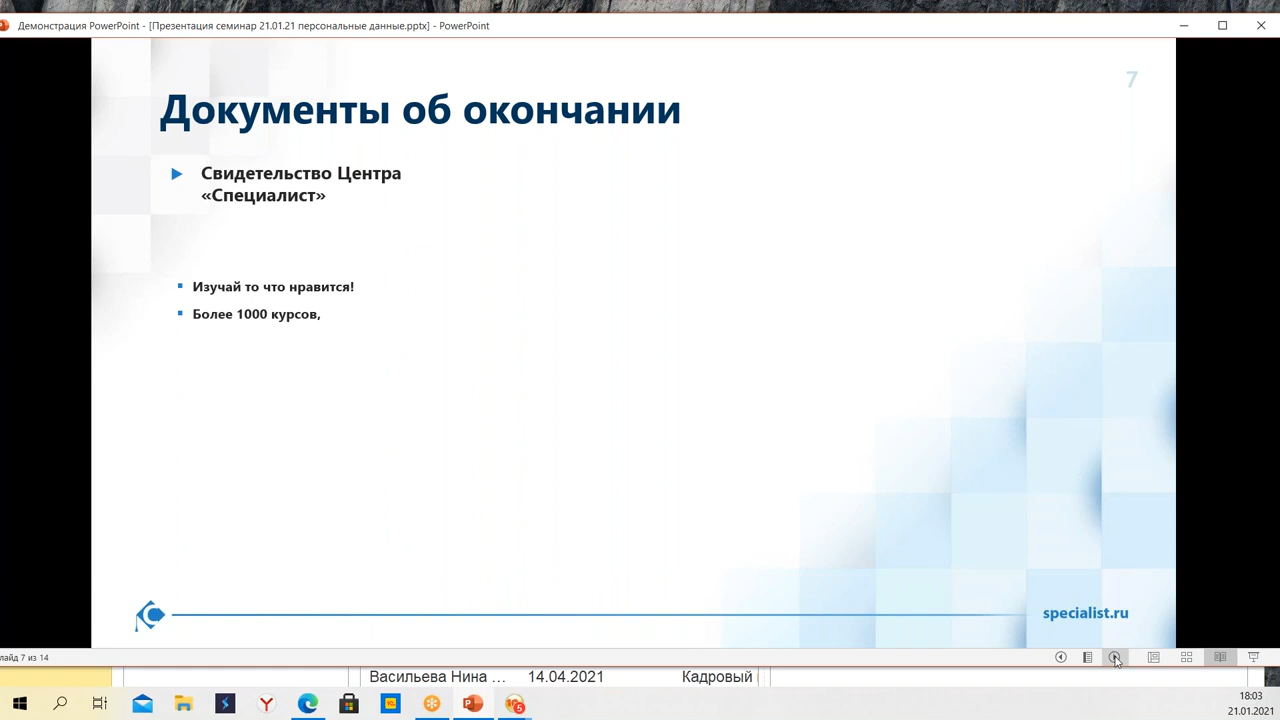 Демонстрация PowerPoint - [Презентация семинар 21.01.21 персональные данные.pptx] - PowerPoint
7
Документы об окончании
Свидетельство Центра
«Специалист»
Изучай то что нравится!
Более 1000 курсов,
specialist.ru
лайд 7 из 14
Васильева Нина ... 14.04.2021 Кадровый
18:03
21.01.2021